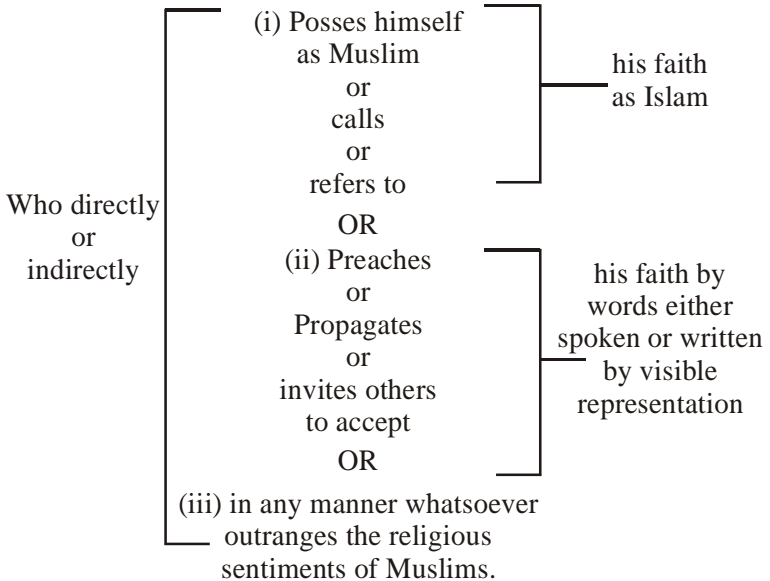 Who directly
or
indirectly
(i) Posses himself
as Muslim
or
calls
or
refers to
his faith
as Islam
OR
(ii) Preaches
or
Propagates
or
invites others
to accept
his faith by
words either
spoken or written
by visible
representation
OR
(iii) in any manner whatsoever
outranges the religious
sentiments of Muslims.